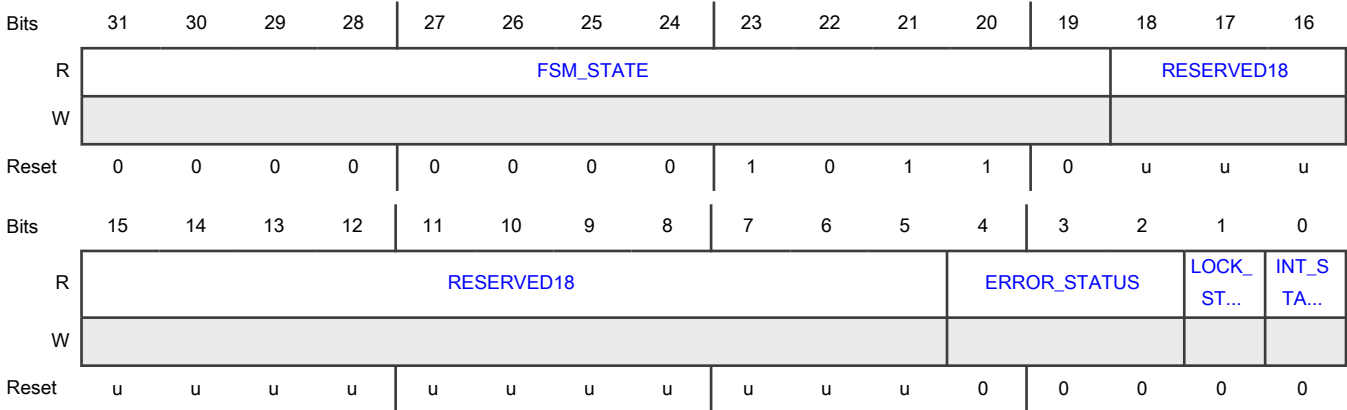 Bits 31 30 29 28 27 26 25 24 23 22 21 20 19 18 17 16
R FSM_STATE RESERVED18
W
Reset 0 0 0 0 0 0 0 0 1 0 1 1 0 u u u
Bits 15 14 13 12 11 10 9 8 7 6 5 4 3 2 1 0
R RESERVED18 ERROR_STATUS LOCK_ INT_S
ST... TA...
W
Reset u u u u u u u u u u u 0 0 0 0 0